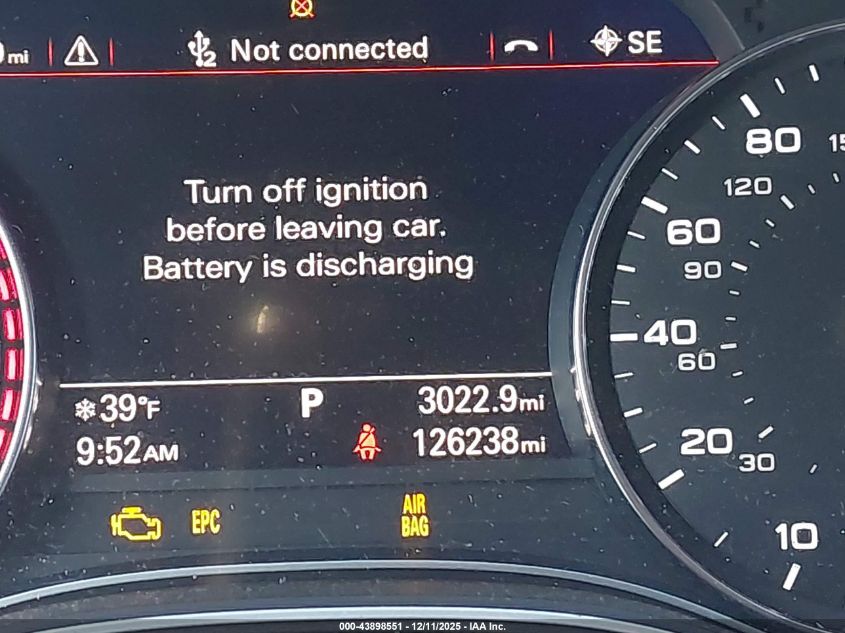 mi
2 Not connected
SE
Turn off ignition
before leaving car.
Battery is discharging
39°F P 3022.9mi
9:52AM 126238mi
EPC
AIR
BAG
80
120
60
90
40
60
20
30
10
000-43898551 - 12/11/2025 - IAA Inc.